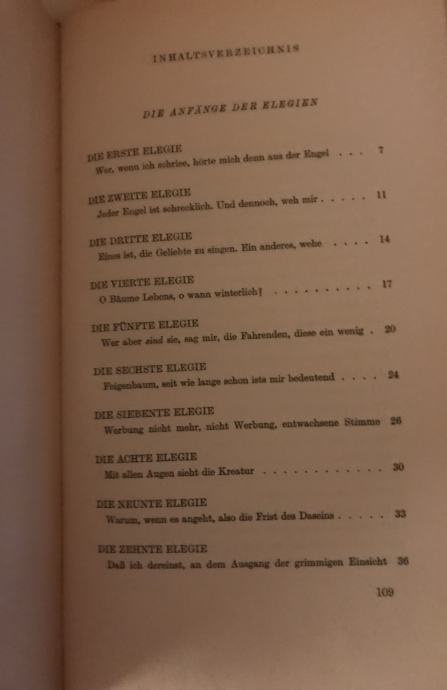 INHALTSVERZEICHNIS
DIE ANFÄNGE DER ELEGIEN
DIE ERSTE ELEGIE
Wer, wenn ich schriee, hörte mich denn aus der Engel . . . 7
DIE ZWEITE ELEGIE
Jeder Engel ist schrecklich. Und dennoch, weh mir . . . . . 11
DIE DRITTE ELEGIE
Eines ist, die Geliebte zu singen. Ein anderes, wehe . . . . 14
DIE VIERTE ELEGIE
O Bäume Lebens, o wann winterlich? . . . . . . . . . . 17
DIE FÜNFTE ELEGIE
Wer aber sind sie, sag mir, die Fahrenden, diese ein wenig . 20
DIE SECHSTE ELEGIE
Feigenbaum, seit wie lange schon ists mir bedeutend . . . . 24
DIE SIEBENTE ELEGIE
Werbung nicht mehr, nicht Werbung, entwachsene Stimme 26
DIE ACHTE ELEGIE
Mit allen Augen sieht die Kreatur . . . . . . . . . . . 30
DIE NEUNTE ELEGIE
Warum, wenn es angeht, also die Frist des Daseins . . . . . 33
DIE ZEHNTE ELEGIE
Daß ich dereinst, an dem Ausgang der grimmigen Einsicht 36
109